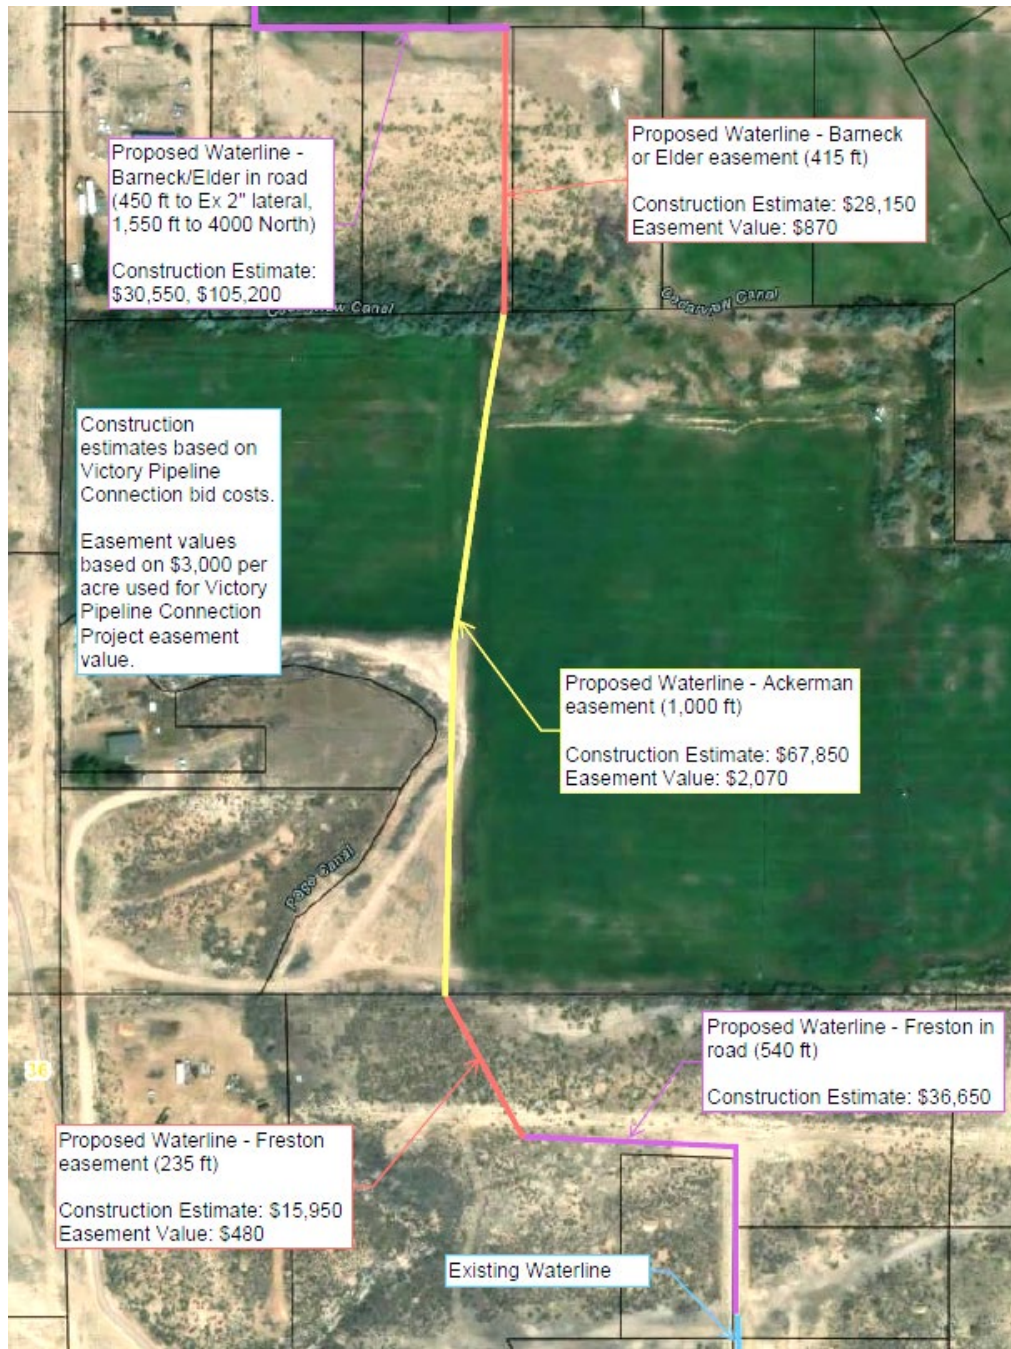 Proposed Waterline -
Barneck/Elder in road
(450 ft to Ex 2" lateral,
1,550 ft to 4000 North)
Construction Estimate:
$30,550, $105,200
Proposed Waterline - Barneck
or Elder easement (415 ft)
Construction Estimate: $28,150
Easement Value: $870
Cedarview Canal
Construction
estimates based on
Victory Pipeline
Connection bid costs.
Easement values
based on $3,000 per
acre used for Victory
Pipeline Connection
Project easement
value.
Proposed Waterline - Ackerman
easement (1,000 ft)
Construction Estimate: $67,850
Easement Value: $2,070
Page Canal
Proposed Waterline - Freston in
road (540 ft)
Construction Estimate: $36,650
36
Proposed Waterline - Freston
easement (235 ft)
Construction Estimate: $15,950
Easement Value: $480
Existing Waterline